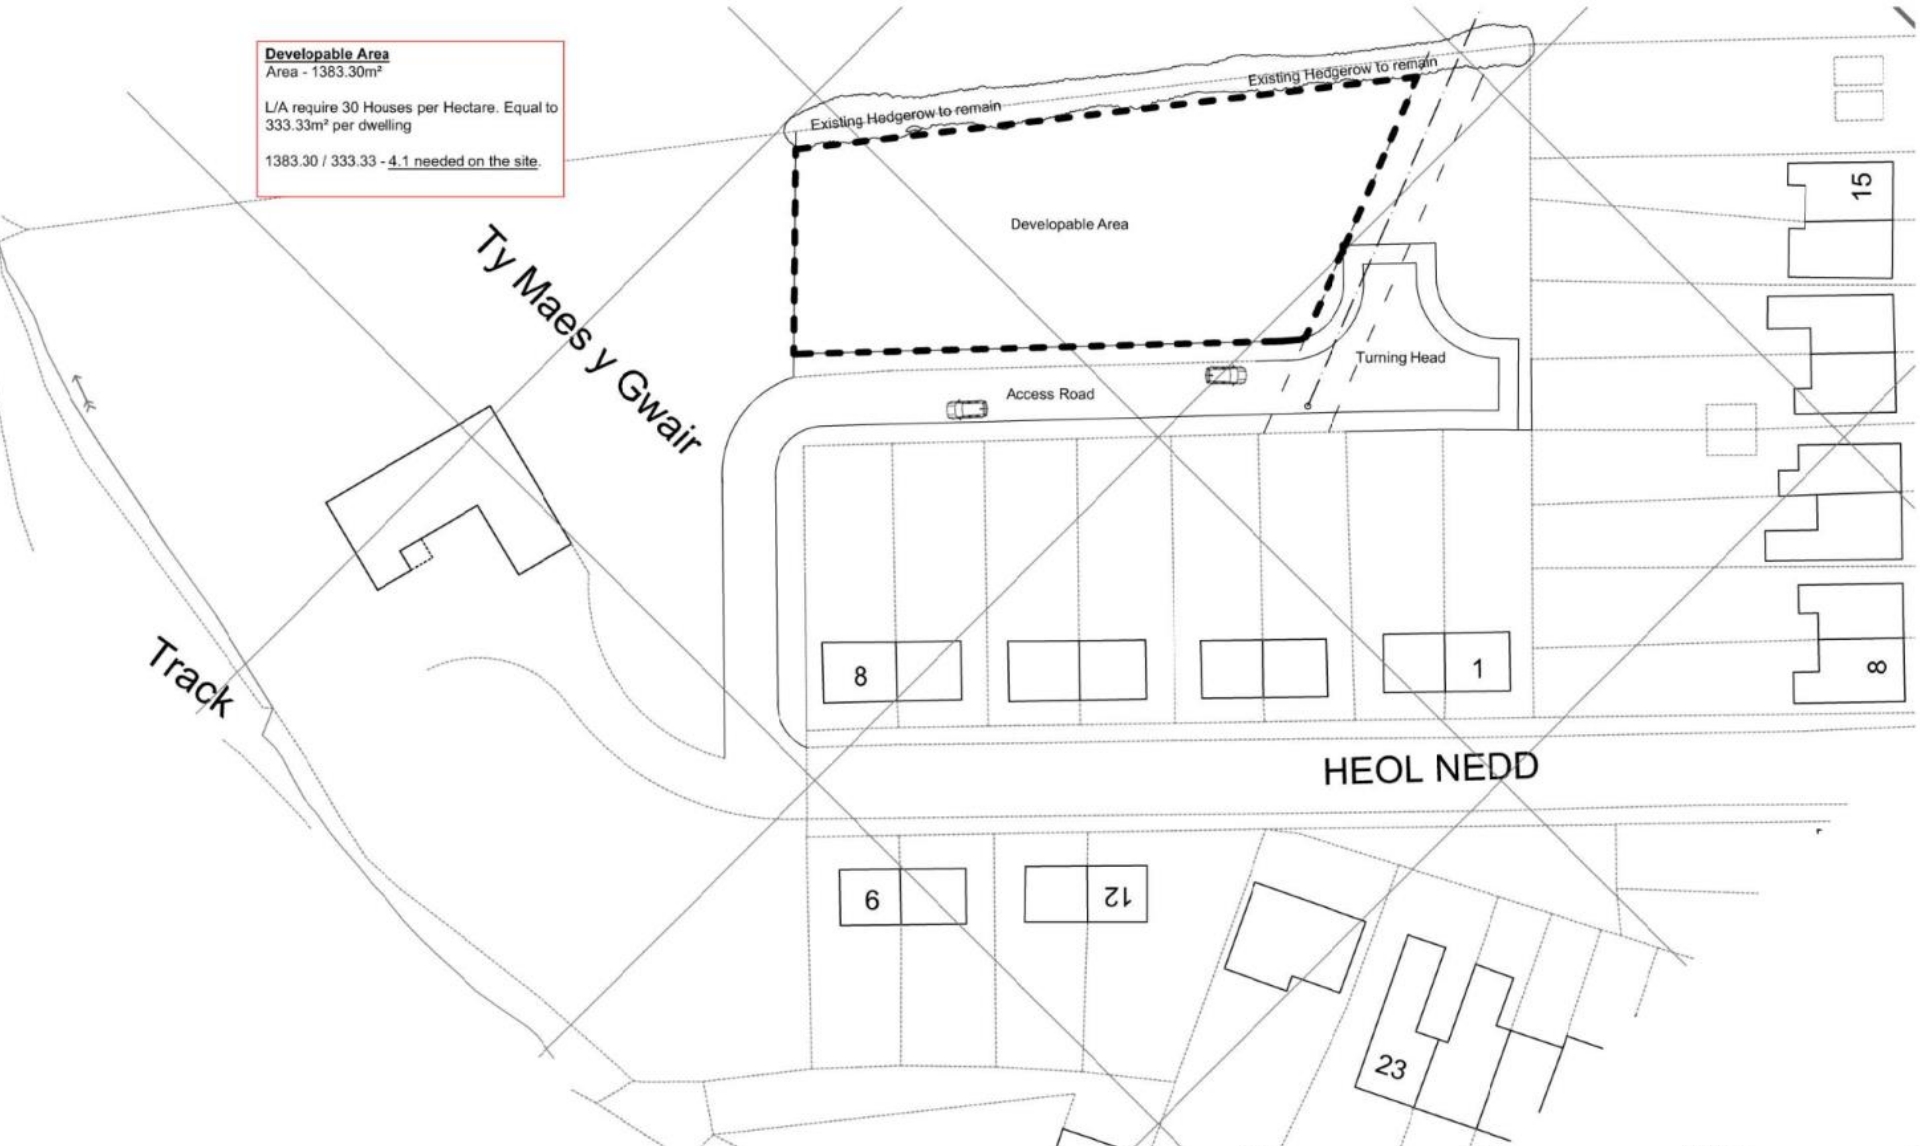 Developable Area
Area - 1383.30m²
L/A require 30 Houses per Hectare. Equal to
333.33m² per dwelling
1383.30 / 333.33 - 4.1 needed on the site.
Existing Hedgerow to remain
Existing Hedgerow to remain
Developable Area
Ty Maes y Gwair
Turning Head
Access Road
Track
15
8
8
1
HEOL NEDD
9
12
23